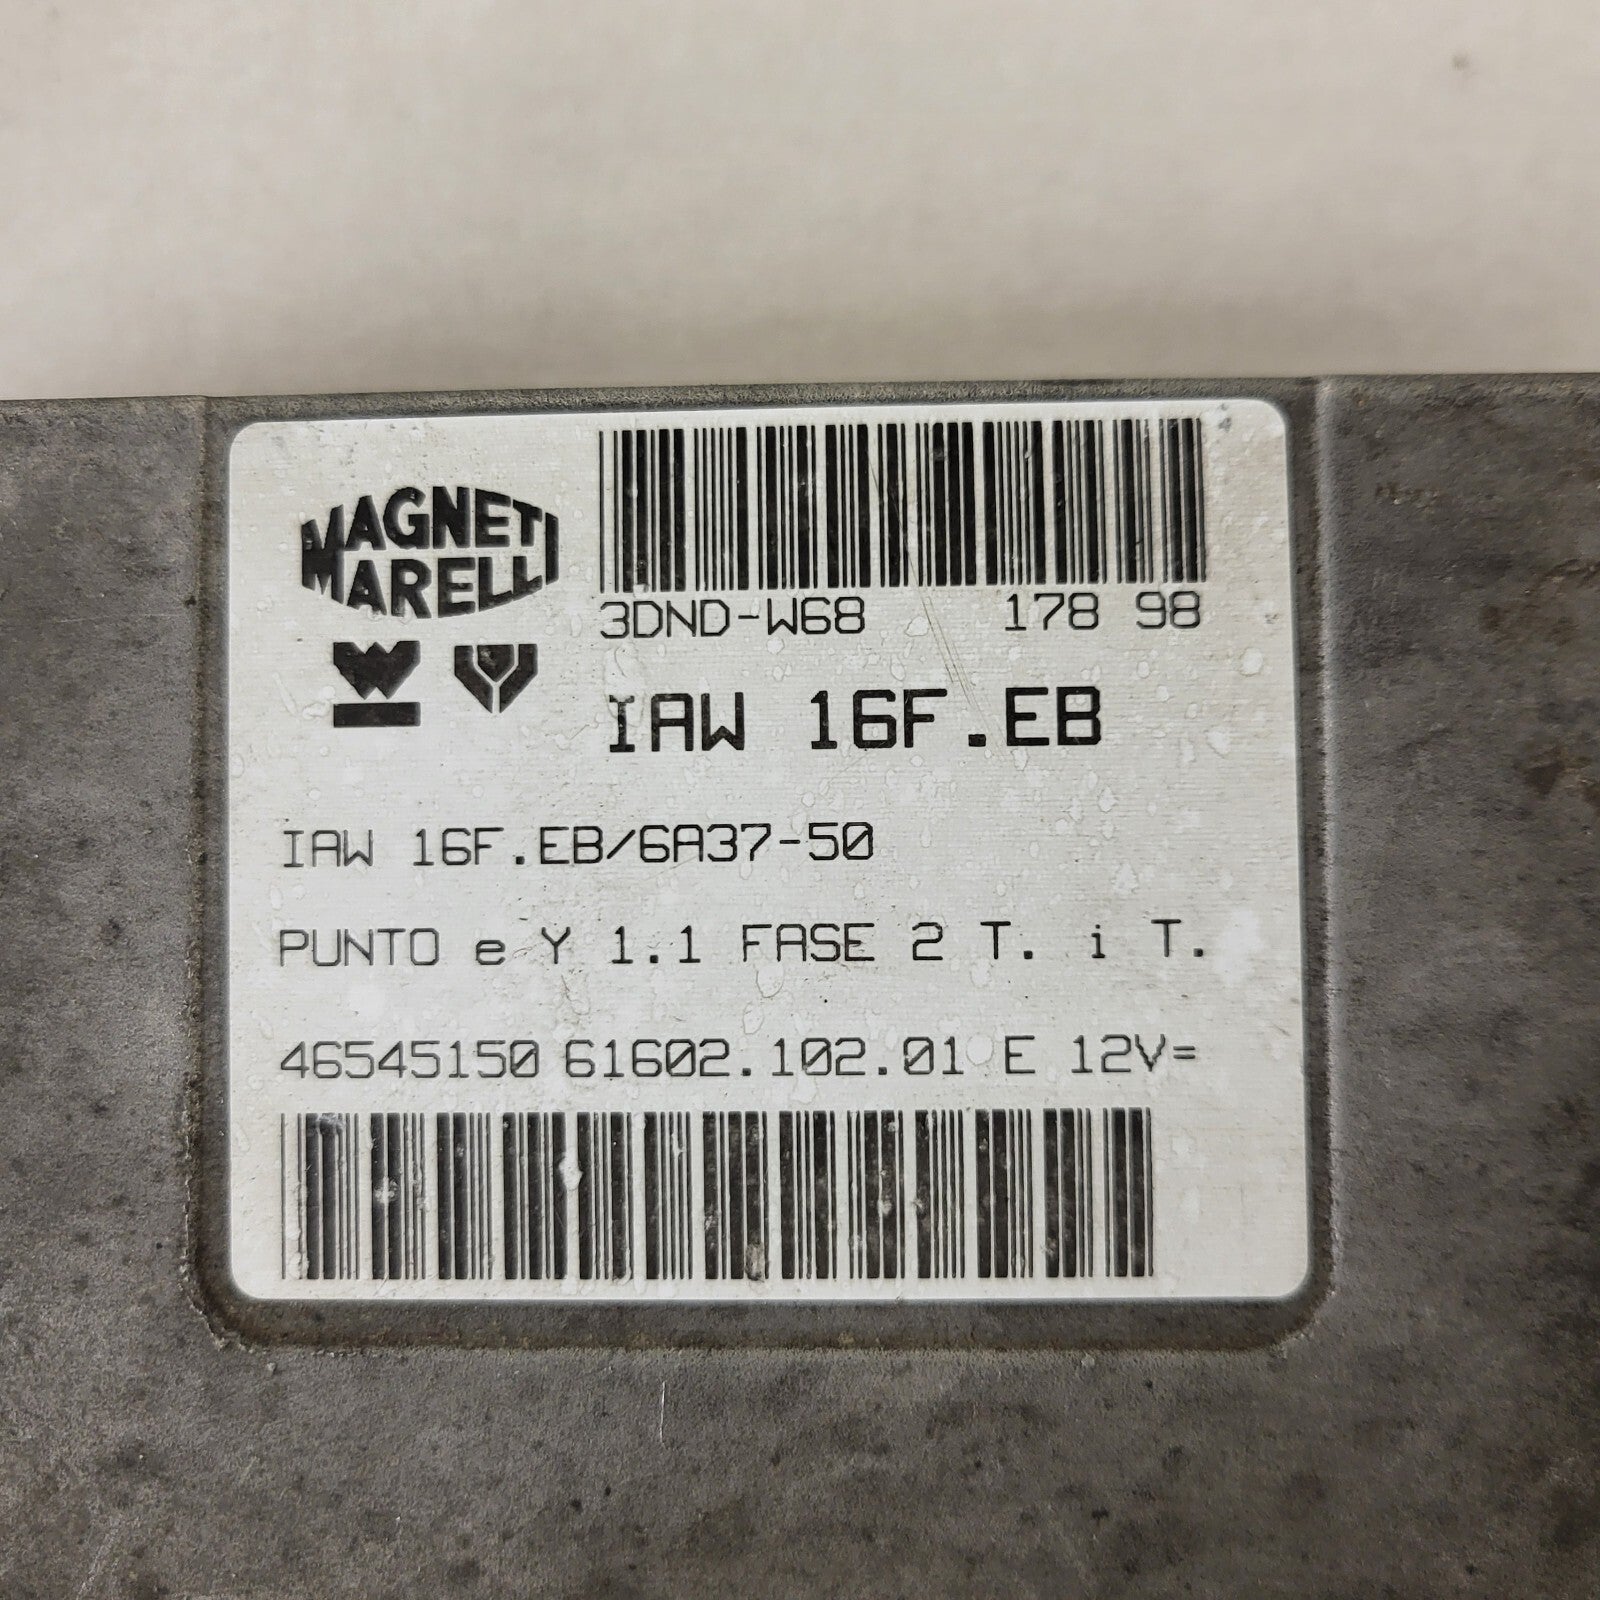 MAGNETI
MARELLI
3DND-W68 178 98
IAW 16F.EB
IAW 16F.EB/6A37-50
PUNTO e Y 1.1 FASE 2 T. i T.
46545150 61602.102.01 E 12V=